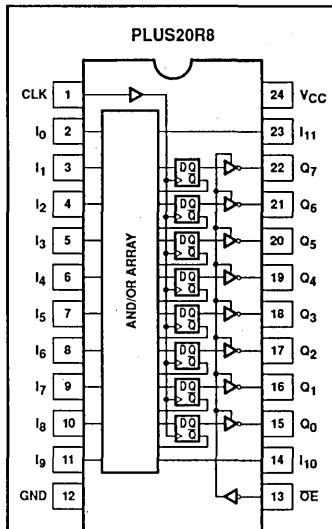 PLUS20R8
CLK 1 24 VCC
I0 2 23 I11
I1 3 D Q Q̅ 22 Q7
I2 4 D Q Q̅ 21 Q6
I3 5 D Q Q̅ 20 Q5
I4 6 D Q Q̅ 19 Q4
I5 7 D Q Q̅ 18 Q3
I6 8 D Q Q̅ 17 Q2
I7 9 D Q Q̅ 16 Q1
I8 10 D Q Q̅ 15 Q0
I9 11 14 I10
GND 12 13 O̅E̅
AND/OR ARRAY